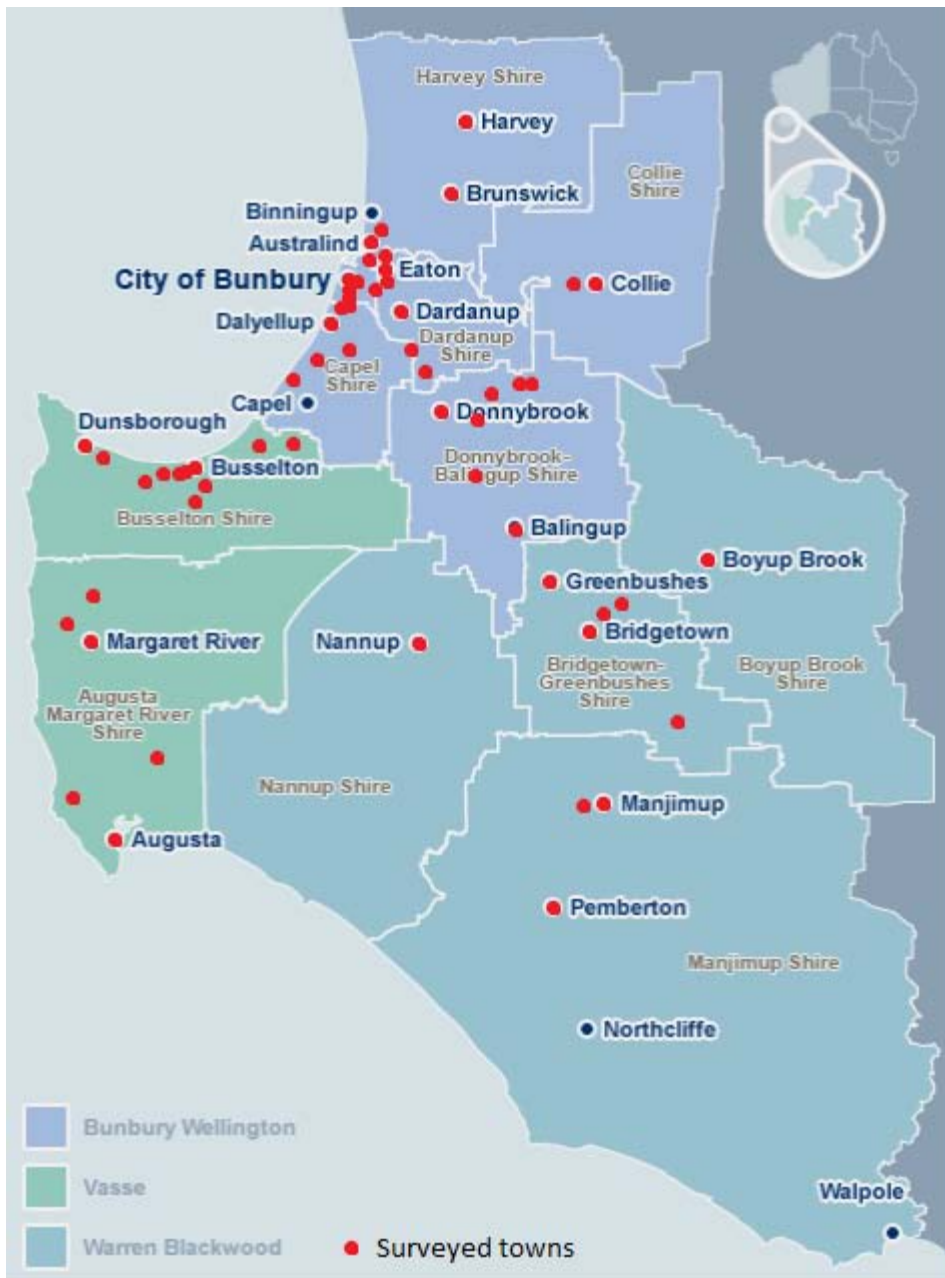 Harvey Shire
Harvey
Collie
Shire
Brunswick
Binningup
Australind
Eaton
City of Bunbury
Collie
Dardanup
Dalyellup
Dardanup
Shire
Capel
Shire
Capel
Donnybrook
Dunsborough
Donnybrook-
Balingup Shire
Busselton
Busselton Shire
Balingup
Boyup Brook
Greenbushes
Bridgetown
Margaret River
Nannup
Bridgetown-
Greenbushes
Shire
Boyup Brook
Shire
Augusta
Margaret River
Shire
Nannup Shire
Manjimup
Augusta
Pemberton
Manjimup Shire
Northcliffe
Bunbury Wellington
Vasse
Walpole
Warren Blackwood
Surveyed towns